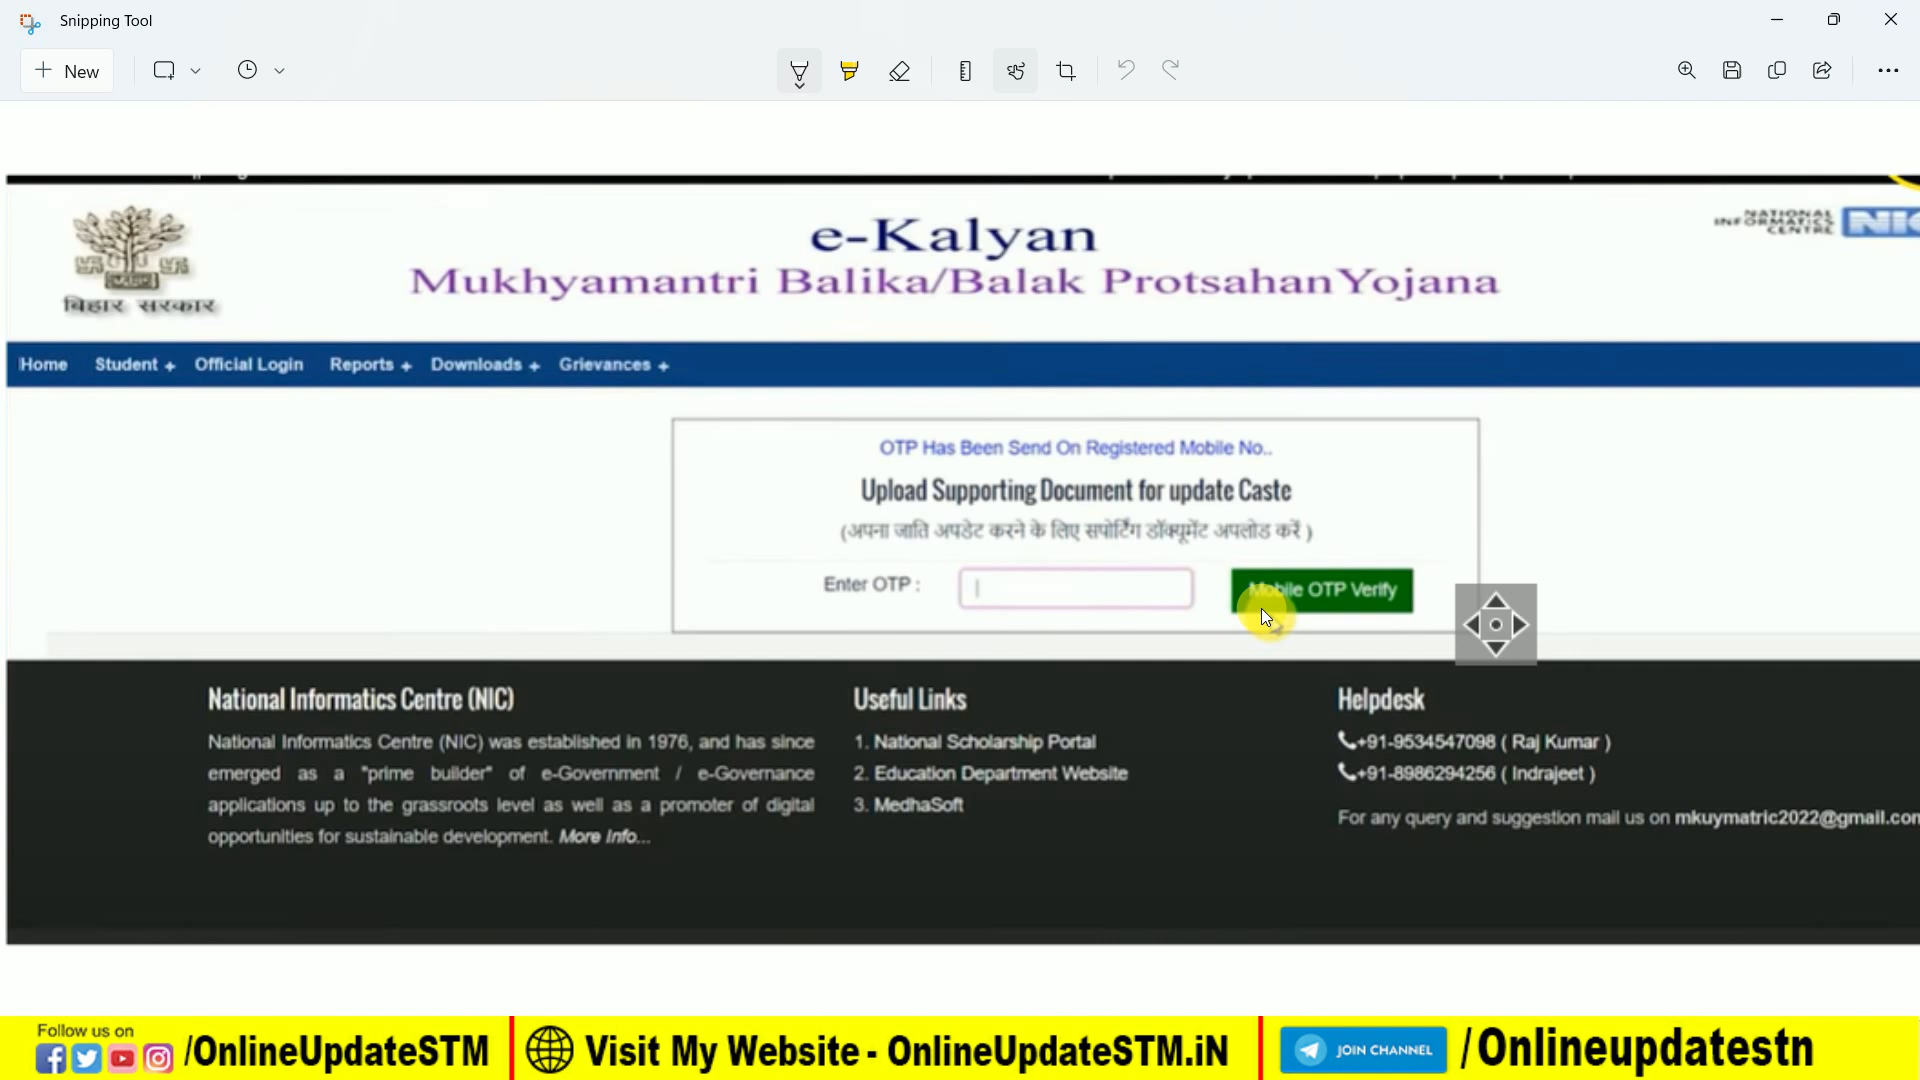 Snipping Tool
New
NATIONAL
INFORMATICS
CENTRE
NIC
e-Kalyan
Mukhyamantri Balika/Balak ProtsahanYojana
बिहार सरकार
Home Student + Official Login Reports + Downloads + Grievances +
OTP Has Been Send On Registered Mobile No..
Upload Supporting Document for update Caste
(अपना जाति अपडेट करने के लिए सपोर्टिंग डॉक्यूमेंट अपलोड करें )
Enter OTP :
Mobile OTP Verify
National Informatics Centre (NIC)
National Informatics Centre (NIC) was established in 1976, and has since
emerged as a "prime builder" of e-Government / e-Governance
applications up to the grassroots level as well as a promoter of digital
opportunities for sustainable development. More Info...
Useful Links
1. National Scholarship Portal
2. Education Department Website
3. MedhaSoft
Helpdesk
+91-9534547098 ( Raj Kumar )
+91-8986294256 ( Indrajeet )
For any query and suggestion mail us on mkuymatric2022@gmail.com
Follow us on
/OnlineUpdateSTM
Visit My Website - OnlineUpdateSTM.iN
JOIN CHANNEL
/Onlineupdatestn